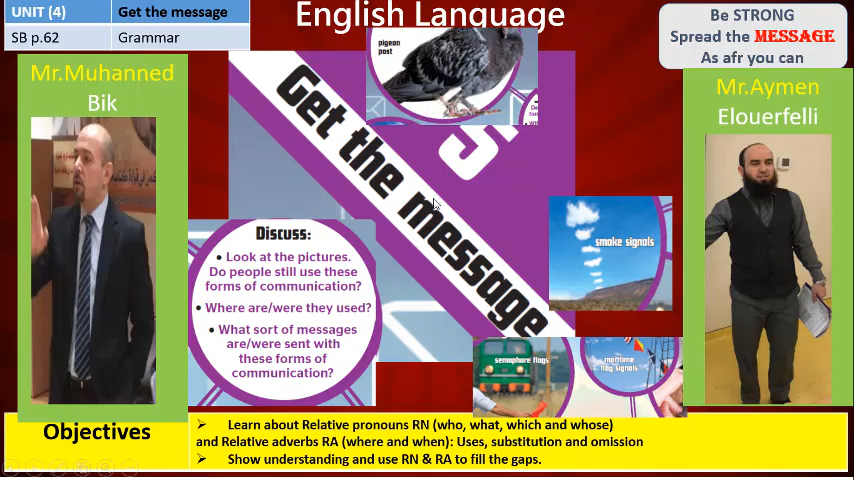 UNIT (4)
Get the message
SB p.62
Grammar
English Language
Be STRONG
Spread the MESSAGE
As afr you can
Mr.Muhanned
Bik
Mr.Aymen
Elouerfelli
pigeon
post
5
Get the message
Discuss:
• Look at the pictures.
Do people still use these
forms of communication?
• Where are/were they used?
• What sort of messages
are/were sent with
these forms of
communication?
smoke signals
semaphore flags
maritime
flag signals
Objectives
➢ Learn about Relative pronouns RN (who, what, which and whose)
and Relative adverbs RA (where and when): Uses, substitution and omission
➢ Show understanding and use RN & RA to fill the gaps.